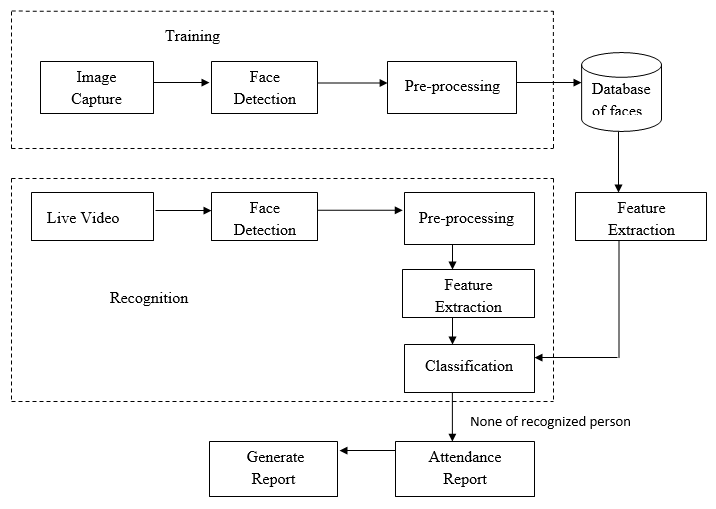 Training
Image
Capture
Face
Detection
Pre-processing
Database
of faces
Live Video
Face
Detection
Pre-processing
Feature
Extraction
Recognition
Feature
Extraction
Classification
None of recognized person
Generate
Report
Attendance
Report